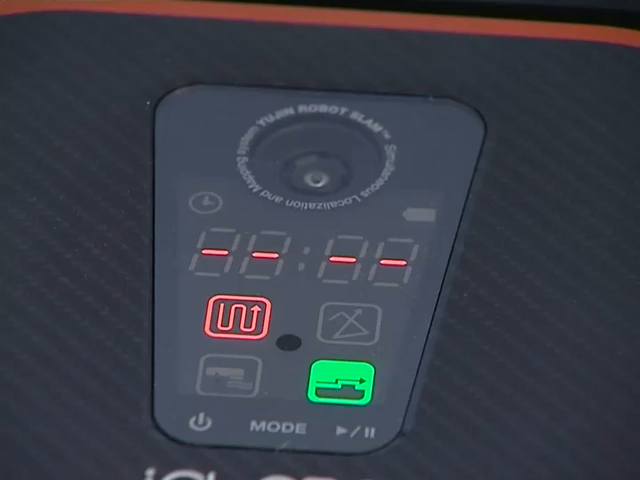 YUJIN ROBOT SLAM™ Simultaneous Localization and Mapping
-- : --
MODE